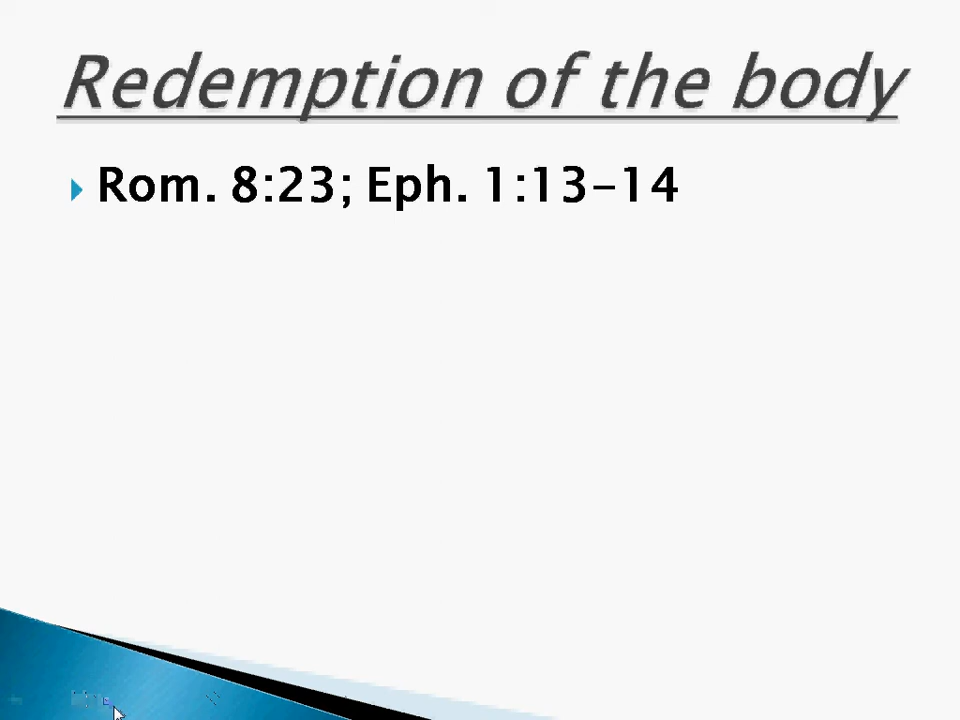 Redemption of the body
Rom. 8:23; Eph. 1:13-14